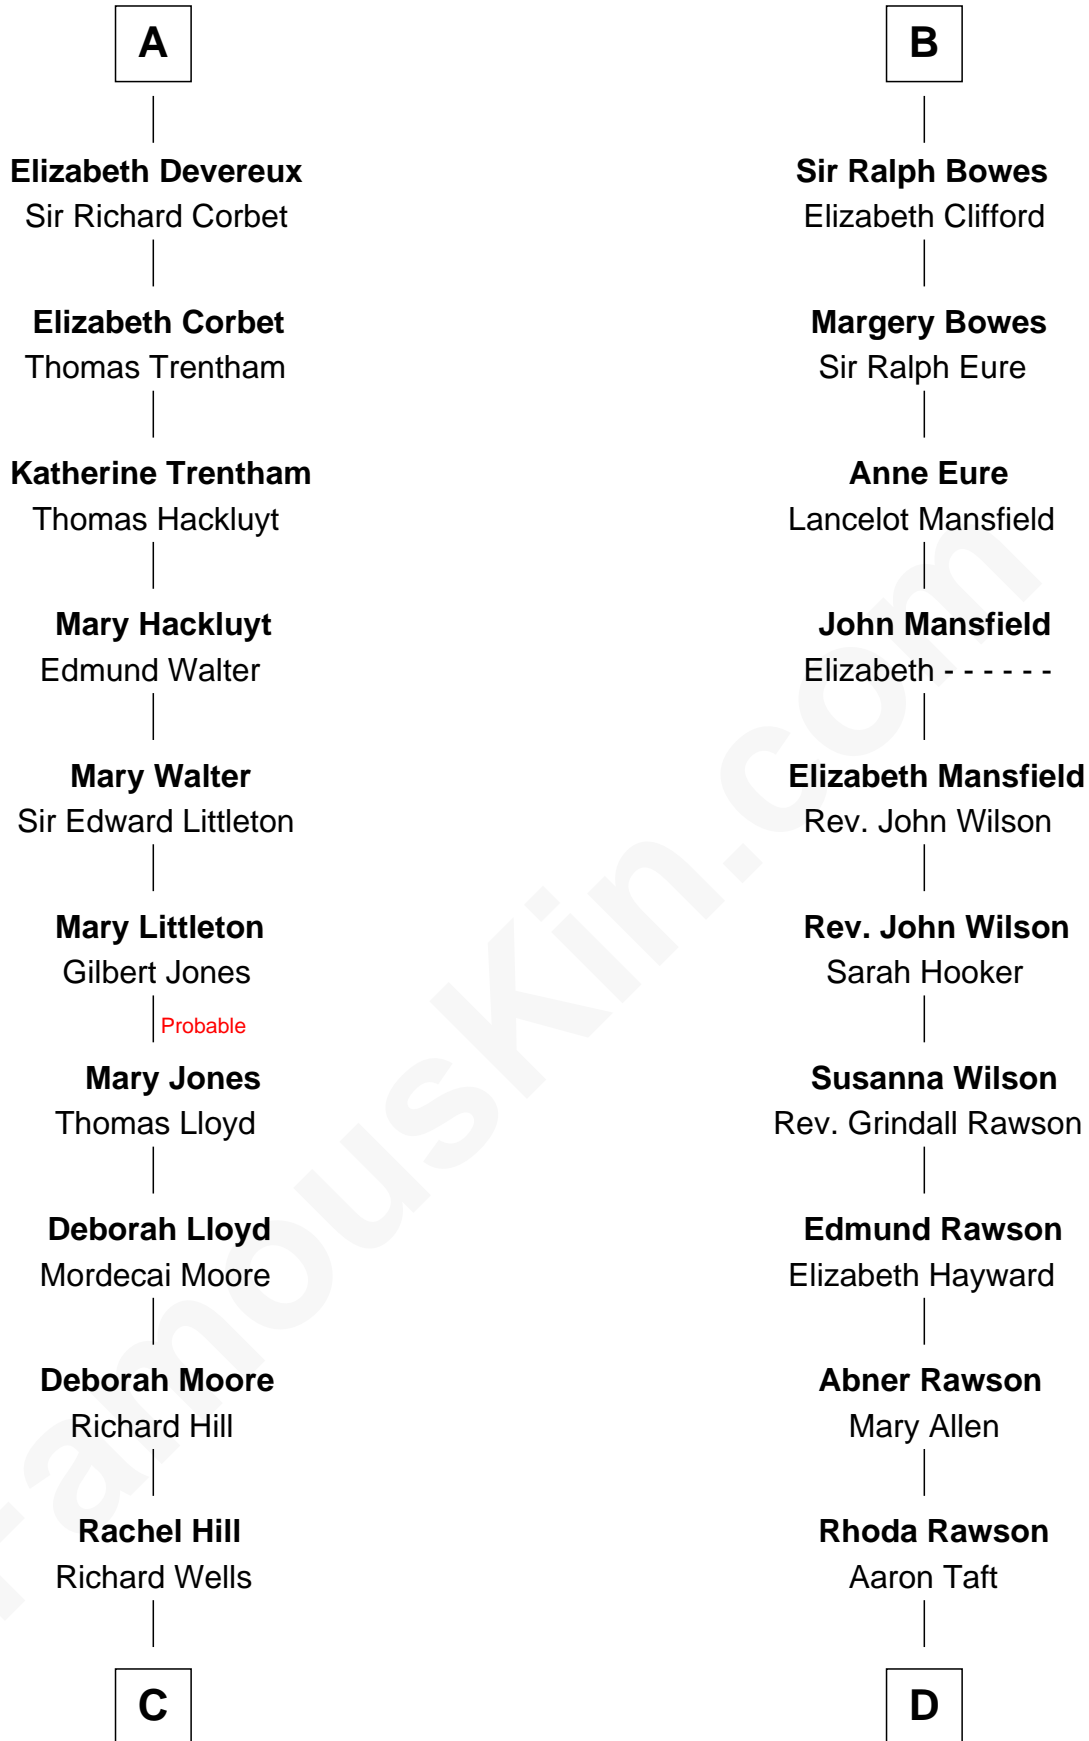 A
Elizabeth Devereux
Sir Richard Corbet
Elizabeth Corbet
Thomas Trentham
Katherine Trentham
Thomas Hackluyt
Mary Hackluyt
Edmund Walter
Mary Walter
Sir Edward Littleton
Mary Littleton
Gilbert Jones
Probable
Mary Jones
Thomas Lloyd
Deborah Lloyd
Mordecai Moore
Deborah Moore
Richard Hill
Rachel Hill
Richard Wells
C
B
Sir Ralph Bowes
Elizabeth Clifford
Margery Bowes
Sir Ralph Eure
Anne Eure
Lancelot Mansfield
John Mansfield
Elizabeth - - - - - -
Elizabeth Mansfield
Rev. John Wilson
Rev. John Wilson
Sarah Hooker
Susanna Wilson
Rev. Grindall Rawson
Edmund Rawson
Elizabeth Hayward
Abner Rawson
Mary Allen
Rhoda Rawson
Aaron Taft
D
FamousKin.com